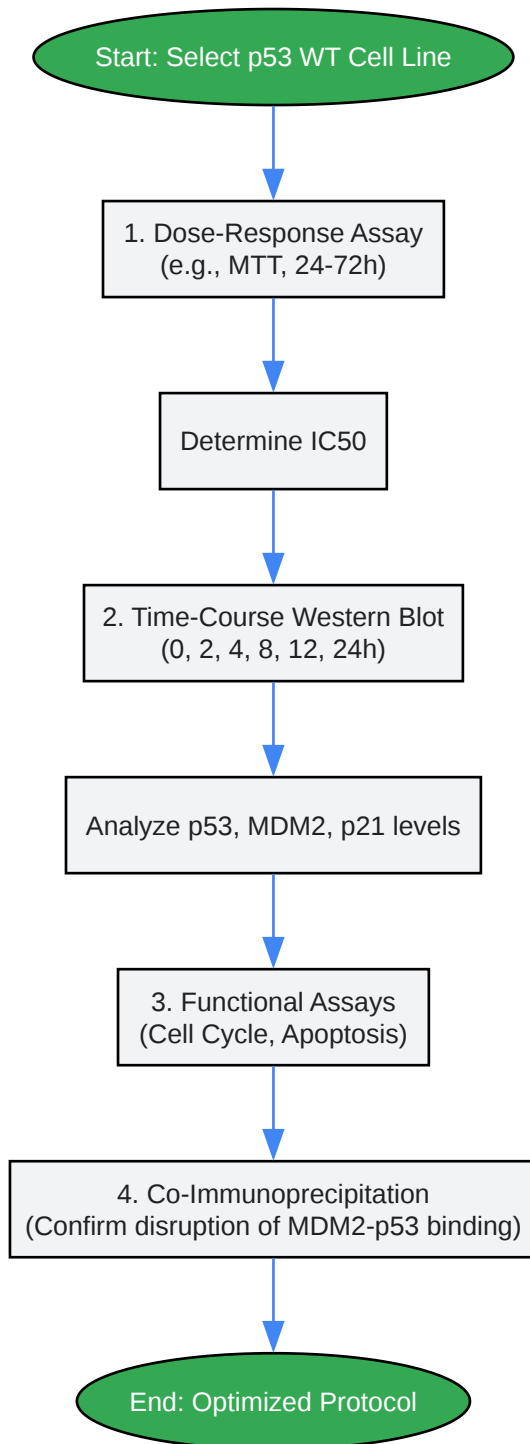 Start: Select p53 WT Cell Line
1. Dose-Response Assay
(e.g., MTT, 24-72h)
Determine IC50
2. Time-Course Western Blot
(0, 2, 4, 8, 12, 24h)
Analyze p53, MDM2, p21 levels
3. Functional Assays
(Cell Cycle, Apoptosis)
4. Co-Immunoprecipitation
(Confirm disruption of MDM2-p53 binding)
End: Optimized Protocol